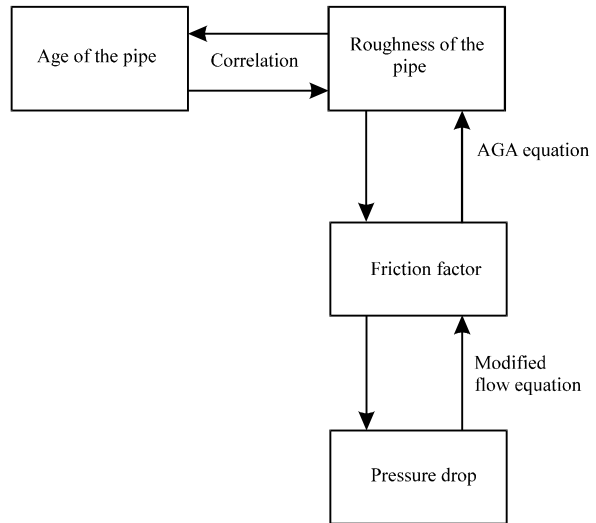 Age of the pipe
Correlation
Roughness of the
pipe
AGA equation
Friction factor
Modified
flow equation
Pressure drop